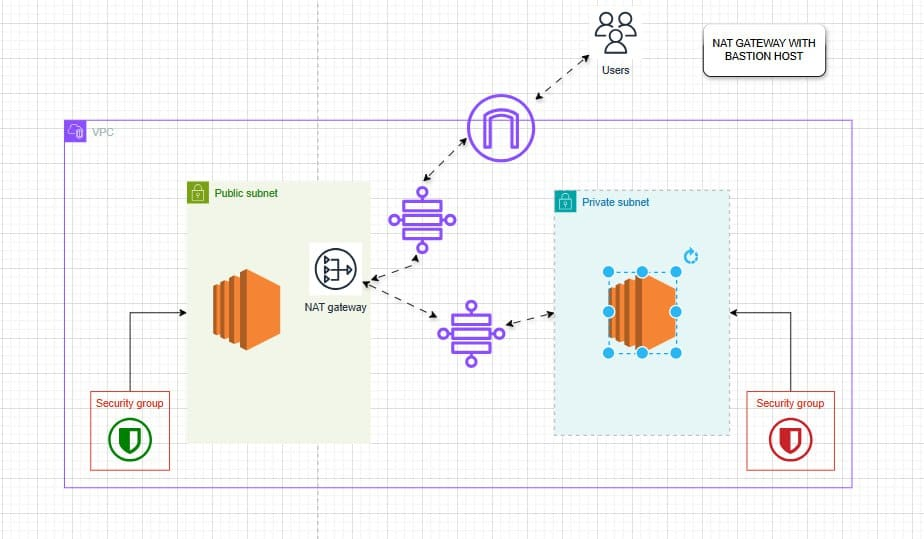 Users
NAT GATEWAY WITH
BASTION HOST
VPC
Public subnet
Private subnet
NAT gateway
Security group
Security group